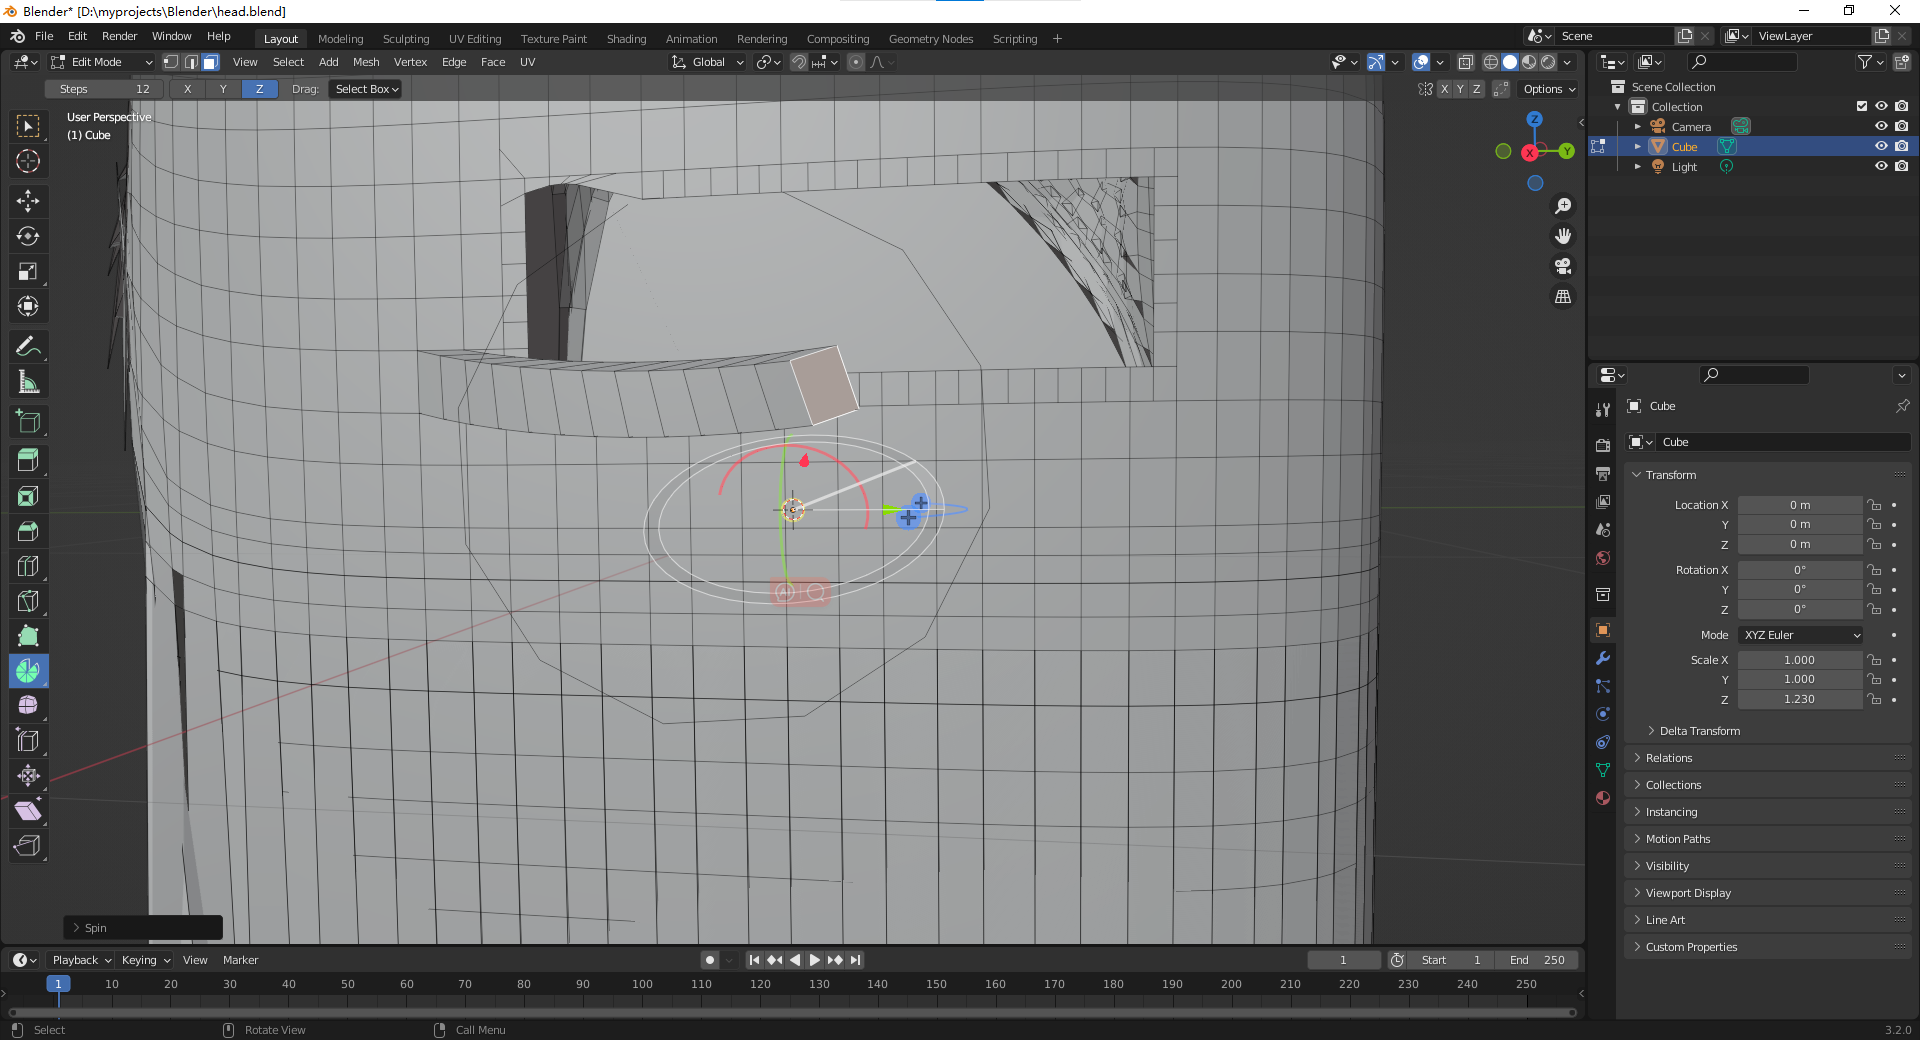 Blender* [D:\myprojects\Blender\head.blend]
File Edit Render Window Help Layout Modeling Sculpting UV Editing Texture Paint Shading Animation Rendering Compositing Geometry Nodes Scripting + Scene ViewLayer
Edit Mode View Select Add Mesh Vertex Edge Face UV Global
Steps 12 X Y Z Drag: Select Box X Y Z Options
User Perspective
(1) Cube
Z
X
Y
Scene Collection
Collection
Camera
Cube
Light
Cube
Cube
Transform
Location X 0 m
Y 0 m
Z 0 m
Rotation X 0°
Y 0°
Z 0°
Mode XYZ Euler
Scale X 1.000
Y 1.000
Z 1.230
Delta Transform
Relations
Collections
Instancing
Motion Paths
Visibility
Viewport Display
Line Art
Custom Properties
Spin
Playback Keying View Marker 1 Start 1 End 250
1 10 20 30 40 50 60 70 80 90 100 110 120 130 140 150 160 170 180 190 200 210 220 230 240 250
Select Rotate View Call Menu 3.2.0